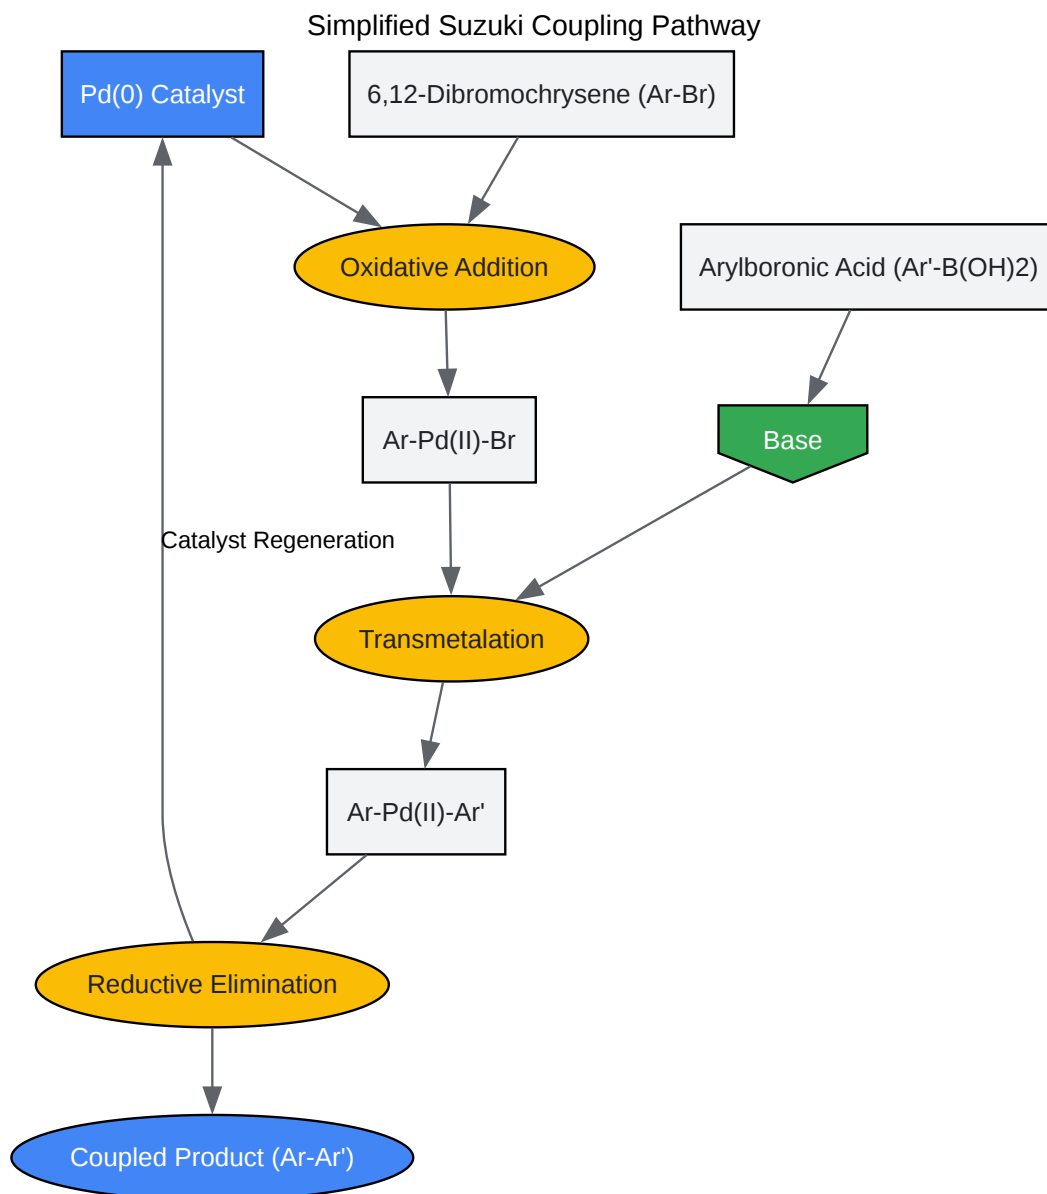 Simplified Suzuki Coupling Pathway
Pd(0) Catalyst
6,12-Dibromochrysene (Ar-Br)
Oxidative Addition
Arylboronic Acid (Ar'-B(OH)2)
Ar-Pd(II)-Br
Base
Catalyst Regeneration
Transmetalation
Ar-Pd(II)-Ar'
Reductive Elimination
Coupled Product (Ar-Ar')